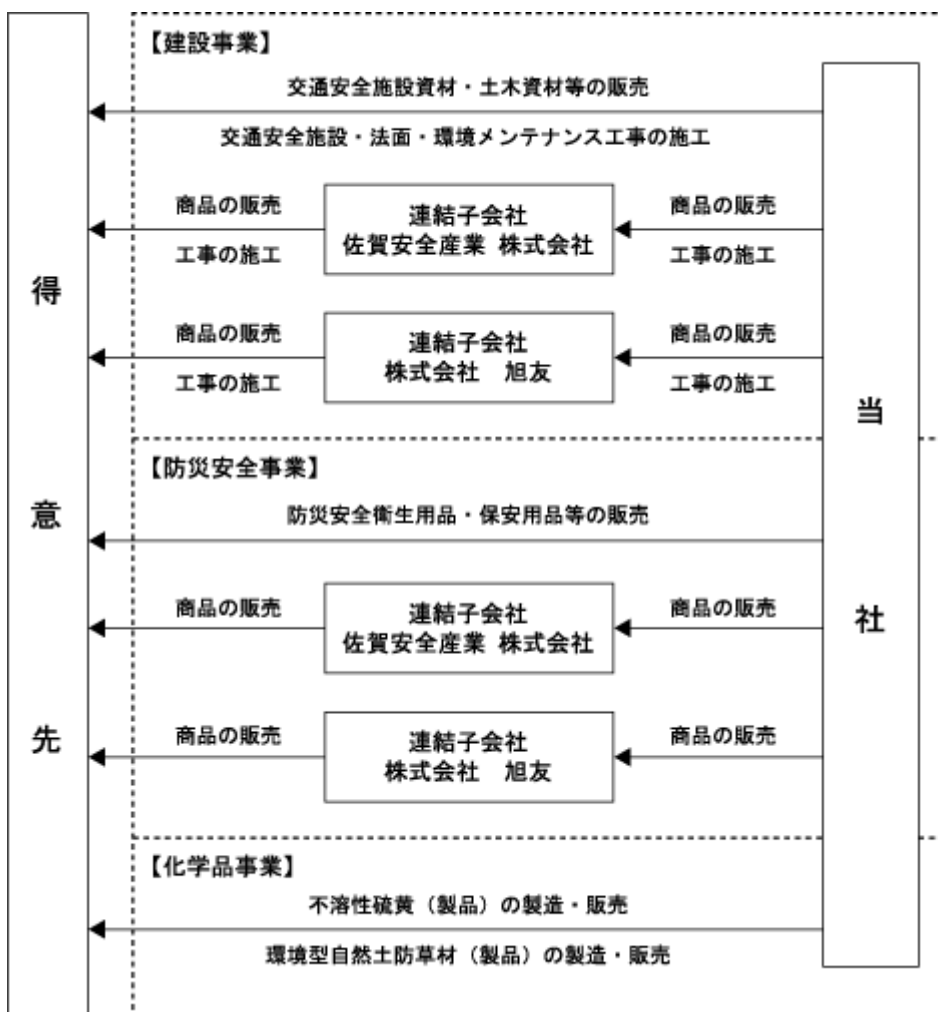 【建設事業】
交通安全施設資材・土木資材等の販売
交通安全施設・法面・環境メンテナンス工事の施工
商品の販売
工事の施工
連結子会社
佐賀安全産業 株式会社
商品の販売
工事の施工
商品の販売
工事の施工
連結子会社
株式会社　旭友
商品の販売
工事の施工
【防災安全事業】
防災安全衛生用品・保安用品等の販売
商品の販売
連結子会社
佐賀安全産業 株式会社
商品の販売
商品の販売
連結子会社
株式会社　旭友
商品の販売
【化学品事業】
不溶性硫黄（製品）の製造・販売
環境型自然土防草材（製品）の製造・販売
得意先
当社